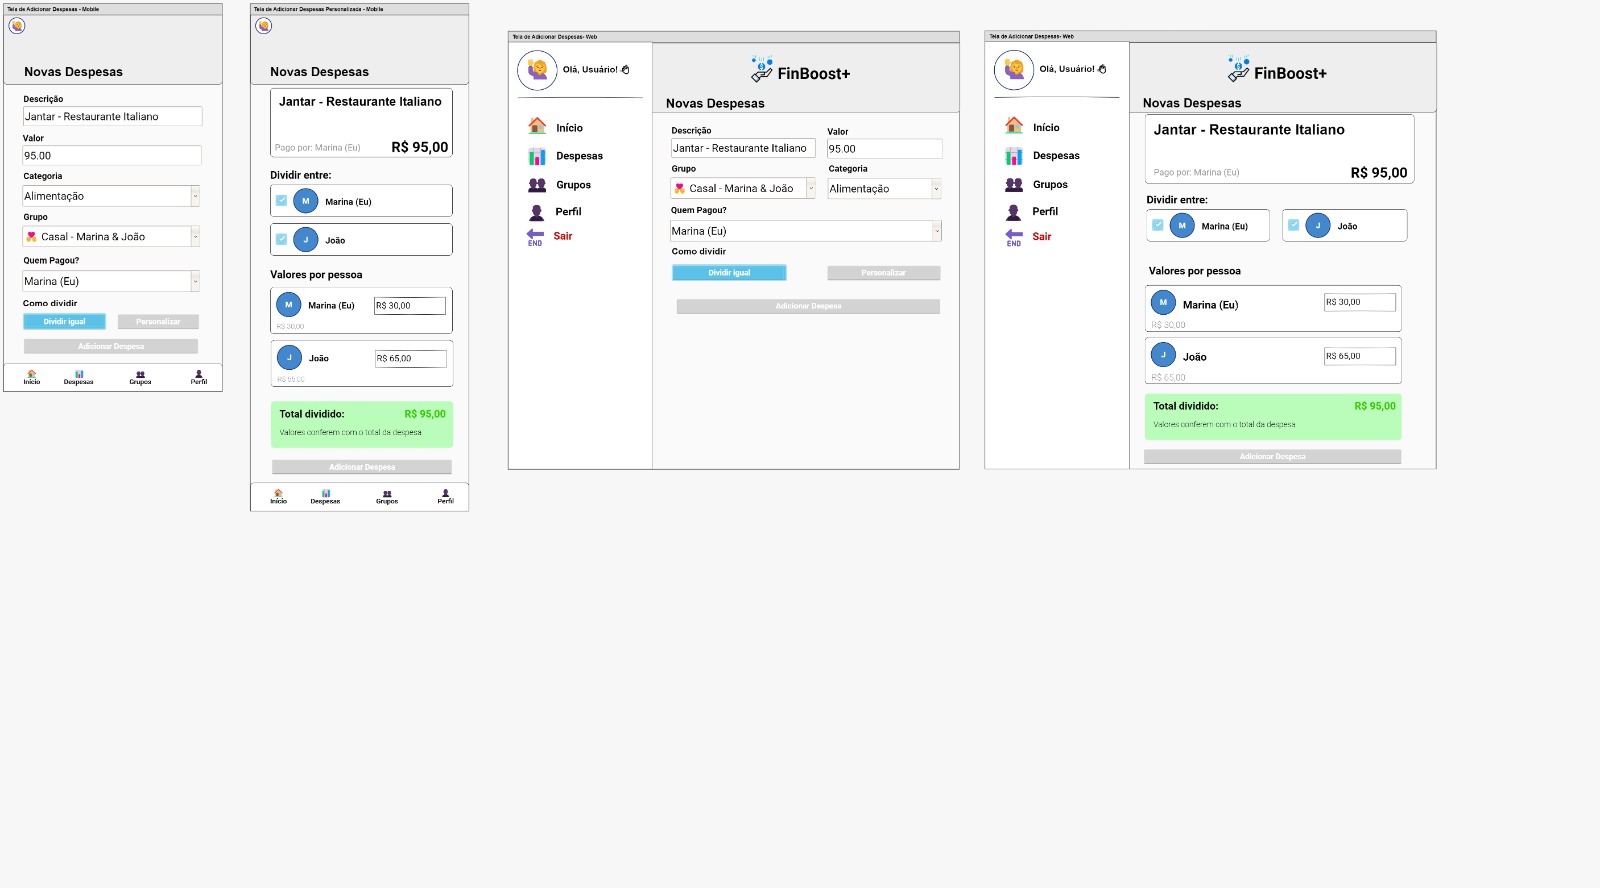 Tela de Adicionar Despesas - Mobile
Novas Despesas
Descrição
Jantar - Restaurante Italiano
Valor
95.00
Categoria
Alimentação
Grupo
Casal - Marina & João
Quem Pagou?
Marina (Eu)
Como dividir
Dividir igual
Personalizar
Adicionar Despesa
Início
Despesas
Grupos
Perfil
Tela de Adicionar Despesas Personalizada - Mobile
Novas Despesas
Jantar - Restaurante Italiano
Pago por: Marina (Eu)
R$ 95,00
Dividir entre:
M
Marina (Eu)
J
João
Valores por pessoa
M
Marina (Eu)
R$ 30,00
R$ 30,00
J
João
R$ 65,00
R$ 65,00
Total dividido:
R$ 95,00
Valores conferem com o total da despesa
Adicionar Despesa
Início
Despesas
Grupos
Perfil
Tela de Adicionar Despesas- Web
Olá, Usuário!
Início
Despesas
Grupos
Perfil
END
Sair
FinBoost+
Novas Despesas
Descrição
Jantar - Restaurante Italiano
Valor
95.00
Grupo
Casal - Marina & João
Categoria
Alimentação
Quem Pagou?
Marina (Eu)
Como dividir
Dividir igual
Personalizar
Adicionar Despesa
Tela de Adicionar Despesas- Web
Olá, Usuário!
Início
Despesas
Grupos
Perfil
END
Sair
FinBoost+
Novas Despesas
Jantar - Restaurante Italiano
Pago por: Marina (Eu)
R$ 95,00
Dividir entre:
M
Marina (Eu)
J
João
Valores por pessoa
M
Marina (Eu)
R$ 30,00
R$ 30,00
J
João
R$ 65,00
R$ 65,00
Total dividido:
R$ 95,00
Valores conferem com o total da despesa
Adicionar Despesa